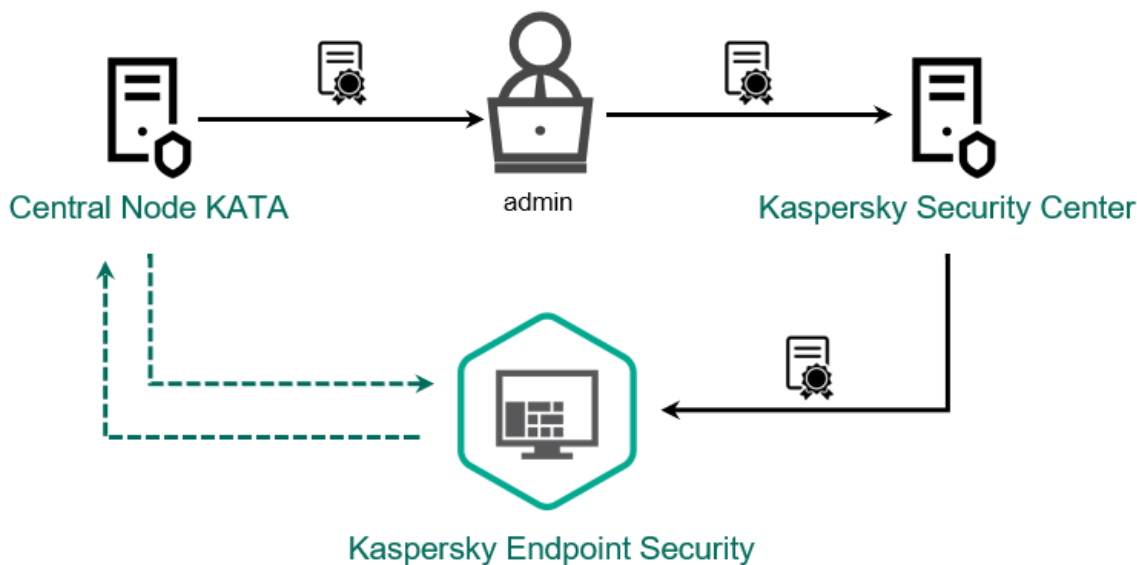 admin
Central Node KATA
Kaspersky Security Center
Kaspersky Endpoint Security